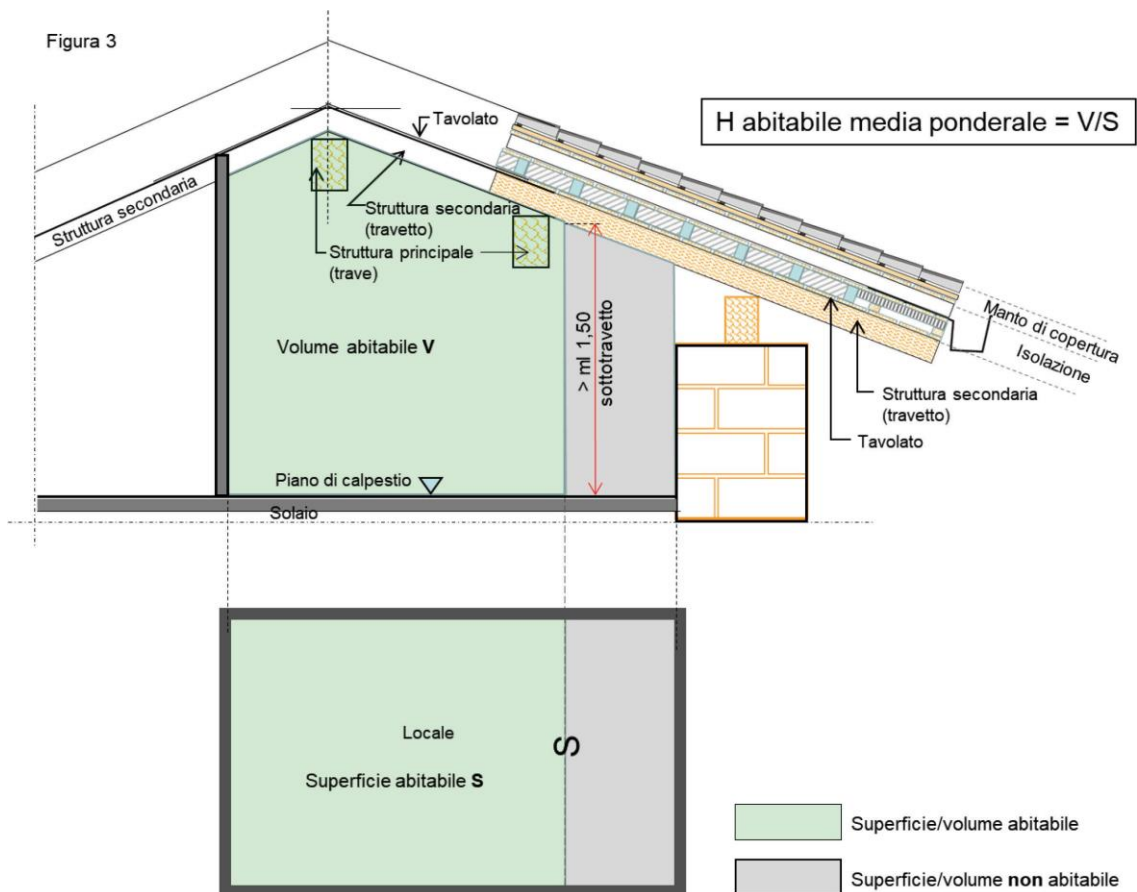 Figura 3
H abitabile media ponderale = V/S
Tavolato
Struttura secondaria
Struttura secondaria
(travetto)
Struttura principale
(trave)
Manto di copertura
Isolazione
> ml 1,50
sottotravetto
Volume abitabile V
Struttura secondaria
(travetto)
Tavolato
Piano di calpestio
Solaio
Locale
S
Superficie abitabile S
Superficie/volume abitabile
Superficie/volume non abitabile